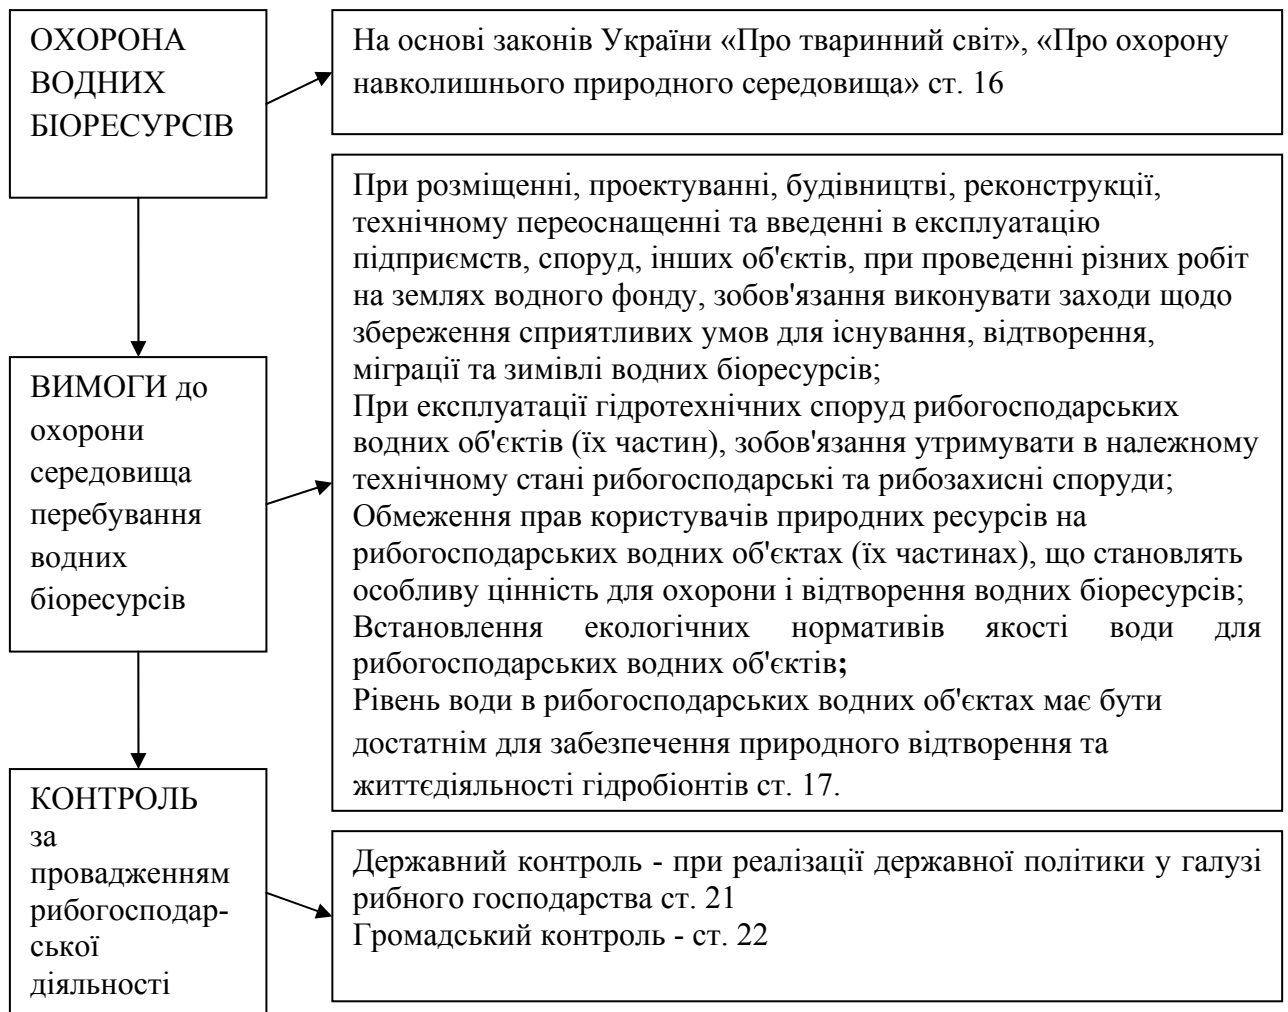 ОХОРОНА
ВОДНИХ
БІОРЕСУРСІВ
На основі законів України «Про тваринний світ», «Про охорону
навколишнього природного середовища» ст. 16
ВИМОГИ до
охорони
середовища
перебування
водних
біоресурсів
При розміщенні, проектуванні, будівництві, реконструкції,
технічному переоснащенні та введенні в експлуатацію
підприємств, споруд, інших об'єктів, при проведенні різних робіт
на землях водного фонду, зобов'язання виконувати заходи щодо
збереження сприятливих умов для існування, відтворення,
міграції та зимівлі водних біоресурсів;
При експлуатації гідротехнічних споруд рибогосподарських
водних об'єктів (їх частин), зобов'язання утримувати в належному
технічному стані рибогосподарські та рибозахисні споруди;
Обмеження прав користувачів природних ресурсів на
рибогосподарських водних об'єктах (їх частинах), що становлять
особливу цінність для охорони і відтворення водних біоресурсів;
Встановлення екологічних нормативів якості води для
рибогосподарських водних об'єктів;
Рівень води в рибогосподарських водних об'єктах має бути
достатнім для забезпечення природного відтворення та
життєдіяльності гідробіонтів ст. 17.
КОНТРОЛЬ
за
провадженням
рибогосподар-
ської
діяльності
Державний контроль - при реалізації державної політики у галузі
рибного господарства ст. 21
Громадський контроль - ст. 22